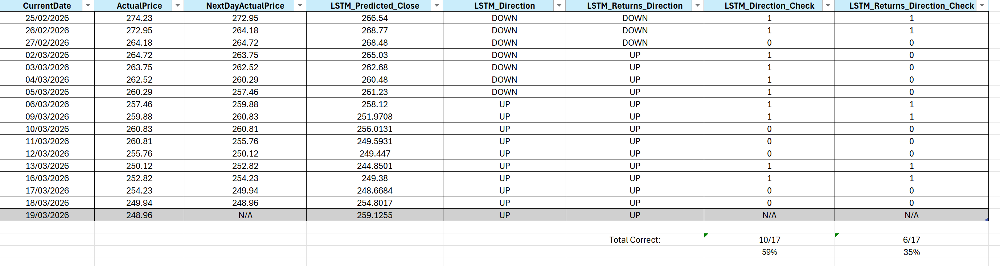 CurrentDate ActualPrice NextDayActualPrice LSTM_Predicted_Close LSTM_Direction LSTM_Returns_Direction LSTM_Direction_Check LSTM_Returns_Direction_Check
25/02/2026 274.23 272.95 266.54 DOWN DOWN 1 1
26/02/2026 272.95 264.18 268.77 DOWN DOWN 1 1
27/02/2026 264.18 264.72 268.48 DOWN DOWN 0 0
02/03/2026 264.72 263.75 265.03 DOWN UP 1 0
03/03/2026 263.75 262.52 262.68 DOWN UP 1 0
04/03/2026 262.52 260.29 260.48 DOWN UP 1 0
05/03/2026 260.29 257.46 261.23 DOWN UP 1 0
06/03/2026 257.46 259.88 258.12 UP UP 1 1
09/03/2026 259.88 260.83 251.9708 UP UP 1 1
10/03/2026 260.83 260.81 256.0131 UP UP 0 0
11/03/2026 260.81 255.76 249.5931 UP UP 0 0
12/03/2026 255.76 250.12 249.447 UP UP 0 0
13/03/2026 250.12 252.82 244.8501 UP UP 1 1
16/03/2026 252.82 254.23 249.38 UP UP 1 1
17/03/2026 254.23 249.94 248.6684 UP UP 0 0
18/03/2026 249.94 248.96 254.8017 UP UP 0 0
19/03/2026 248.96 N/A 259.1255 UP UP N/A N/A
Total Correct: 10/17 6/17
59% 35%